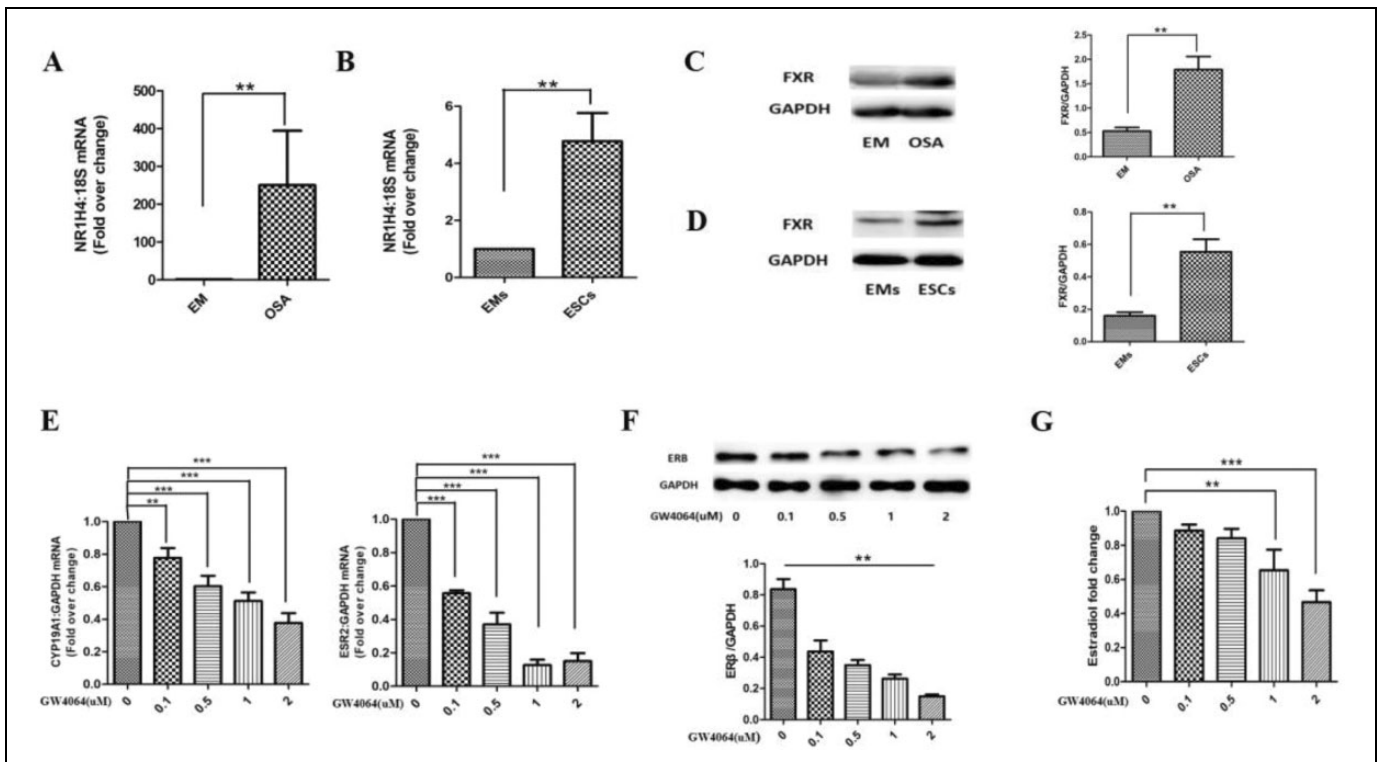 A
NR1H4:18S mRNA
(Fold over change)
500
400
300
200
100
0
**
EM
OSA
B
NR1H4:18S mRNA
(Fold over change)
6
4
2
0
**
EMs
ESCs
C
FXR
GAPDH
EM OSA
FXR/GAPDH
2.5
2.0
1.5
1.0
0.5
0.0
**
EM
OSA
D
FXR
GAPDH
EMs ESCs
FXR/GAPDH
0.8
0.6
0.4
0.2
0.0
**
EMs
ESCs
E
CYP19A1:GAPDH mRNA
(Fold over change)
***
***
***
**
1.0
0.8
0.6
0.4
0.2
0.0
GW4064(uM) 0 0.1 0.5 1 2
ESR2:GAPDH mRNA
(Fold over change)
***
***
***
***
1.0
0.8
0.6
0.4
0.2
0.0
GW4064(uM) 0 0.1 0.5 1 2
F
ERB
GAPDH
GW4064(uM) 0 0.1 0.5 1 2
ERβ/GAPDH
**
1.0
0.8
0.6
0.4
0.2
0.0
GW4064(uM) 0 0.1 0.5 1 2
G
Estradiol fold change
***
**
1.0
0.8
0.6
0.4
0.2
0.0
GW4064(uM) 0 0.1 0.5 1 2